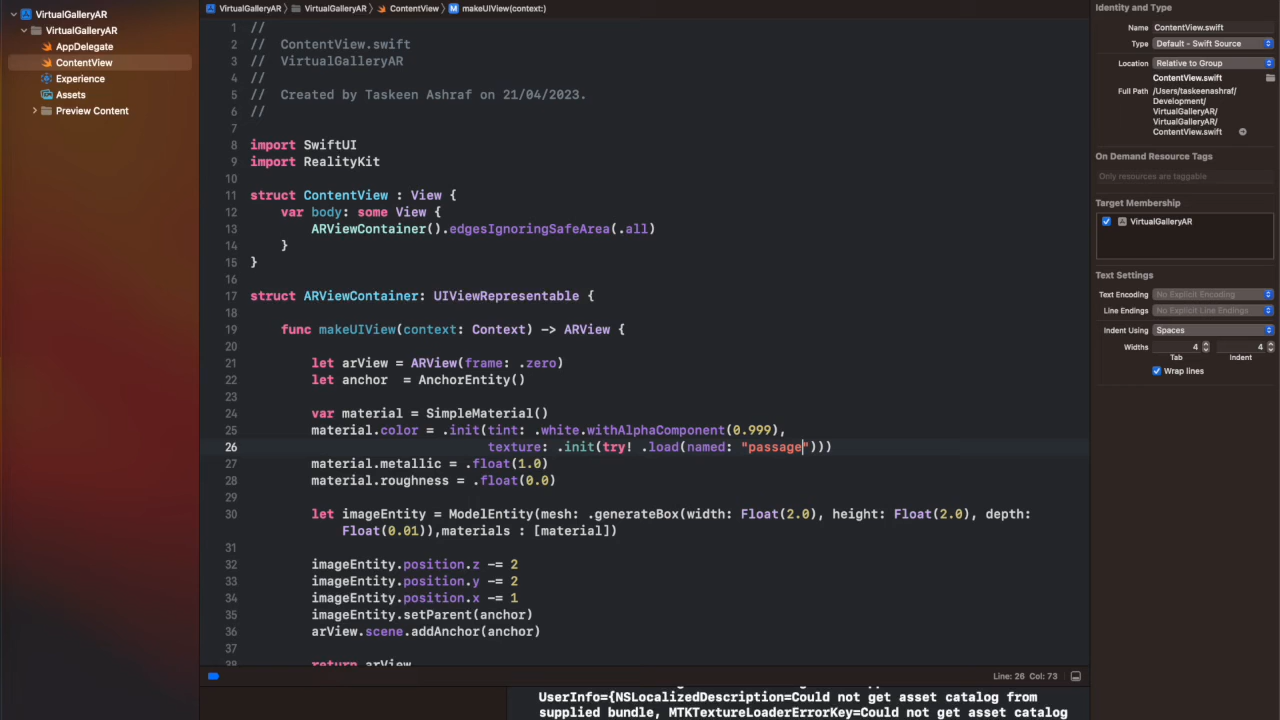 VirtualGalleryAR
VirtualGalleryAR
AppDelegate
ContentView
Experience
Assets
Preview Content
VirtualGalleryAR
VirtualGalleryAR
ContentView
M makeUIView(context:)
1 //
2 //  ContentView.swift
3 //  VirtualGalleryAR
4 //
5 //  Created by Taskeen Ashraf on 21/04/2023.
6 //
7
8 import SwiftUI
9 import RealityKit
10
11 struct ContentView : View {
12     var body: some View {
13         ARViewContainer().edgesIgnoringSafeArea(.all)
14     }
15 }
16
17 struct ARViewContainer: UIViewRepresentable {
18
19     func makeUIView(context: Context) -> ARView {
20
21         let arView = ARView(frame: .zero)
22         let anchor  = AnchorEntity()
23
24         var material = SimpleMaterial()
25         material.color = .init(tint: .white.withAlphaComponent(0.999),
26                                texture: .init(try! .load(named: "passage")))
27         material.metallic = .float(1.0)
28         material.roughness = .float(0.0)
29
30         let imageEntity = ModelEntity(mesh: .generateBox(width: Float(2.0), height: Float(2.0), depth:
Float(0.01)),materials : [material])
31
32         imageEntity.position.z -= 2
33         imageEntity.position.y -= 2
34         imageEntity.position.x -= 1
35         imageEntity.setParent(anchor)
36         arView.scene.addAnchor(anchor)
37
38         return arView
Line: 26 Col: 73
UserInfo={NSLocalizedDescription=Could not get asset catalog from
supplied bundle, MTKTextureLoaderErrorKey=Could not get asset catalog
Identity and Type
Name ContentView.swift
Type Default - Swift Source
Location Relative to Group
ContentView.swift
Full Path /Users/taskeenashraf/
Development/
VirtualGalleryAR/
VirtualGalleryAR/
ContentView.swift
On Demand Resource Tags
Only resources are taggable
Target Membership
VirtualGalleryAR
Text Settings
Text Encoding No Explicit Encoding
Line Endings No Explicit Line Endings
Indent Using Spaces
Widths 4 4
Tab Indent
Wrap lines